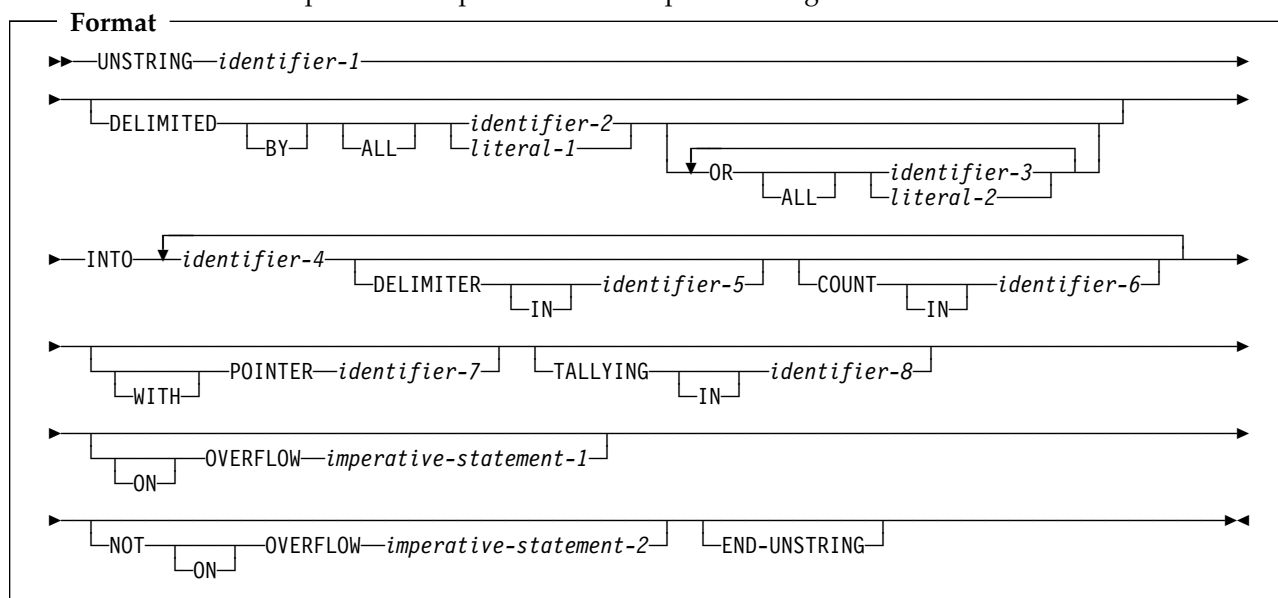 Format
UNSTRING identifier-1
DELIMITED BY ALL identifier-2
literal-1
OR ALL identifier-3
literal-2
INTO identifier-4 DELIMITER IN identifier-5 COUNT IN identifier-6
WITH POINTER identifier-7 TALLYING IN identifier-8
ON OVERFLOW imperative-statement-1
NOT ON OVERFLOW imperative-statement-2 END-UNSTRING